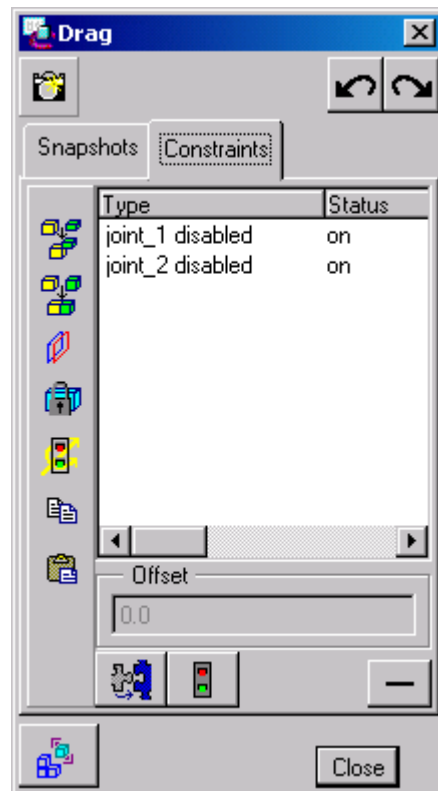 Drag
Snapshots Constraints
Type Status
joint_1 disabled on
joint_2 disabled on
Offset
0.0
Close